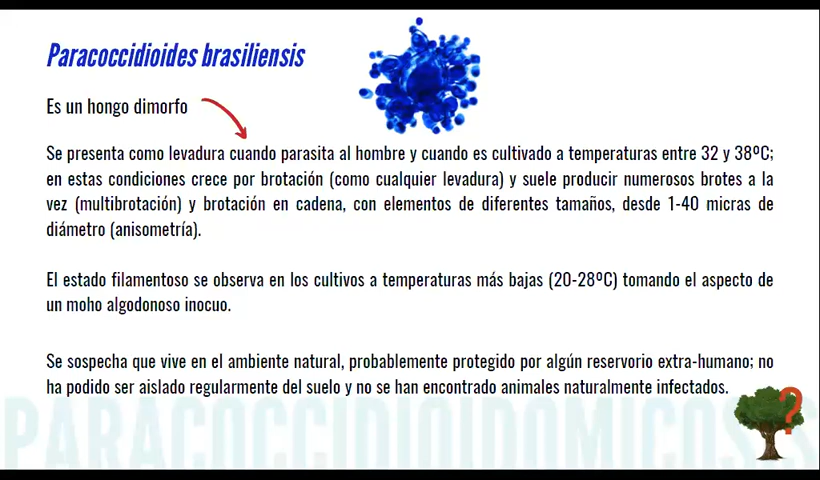 Paracoccidioides brasiliensis
Es un hongo dimorfo
Se presenta como levadura cuando parasita al hombre y cuando es cultivado a temperaturas entre 32 y 38ºC;
en estas condiciones crece por brotación (como cualquier levadura) y suele producir numerosos brotes a la
vez (multibrotación) y brotación en cadena, con elementos de diferentes tamaños, desde 1-40 micras de
diámetro (anisometría).
El estado filamentoso se observa en los cultivos a temperaturas más bajas (20-28ºC) tomando el aspecto de
un moho algodonoso inocuo.
Se sospecha que vive en el ambiente natural, probablemente protegido por algún reservorio extra-humano; no
ha podido ser aislado regularmente del suelo y no se han encontrado animales naturalmente infectados.
?
PARACOCCIDIOIDOMICOSIS